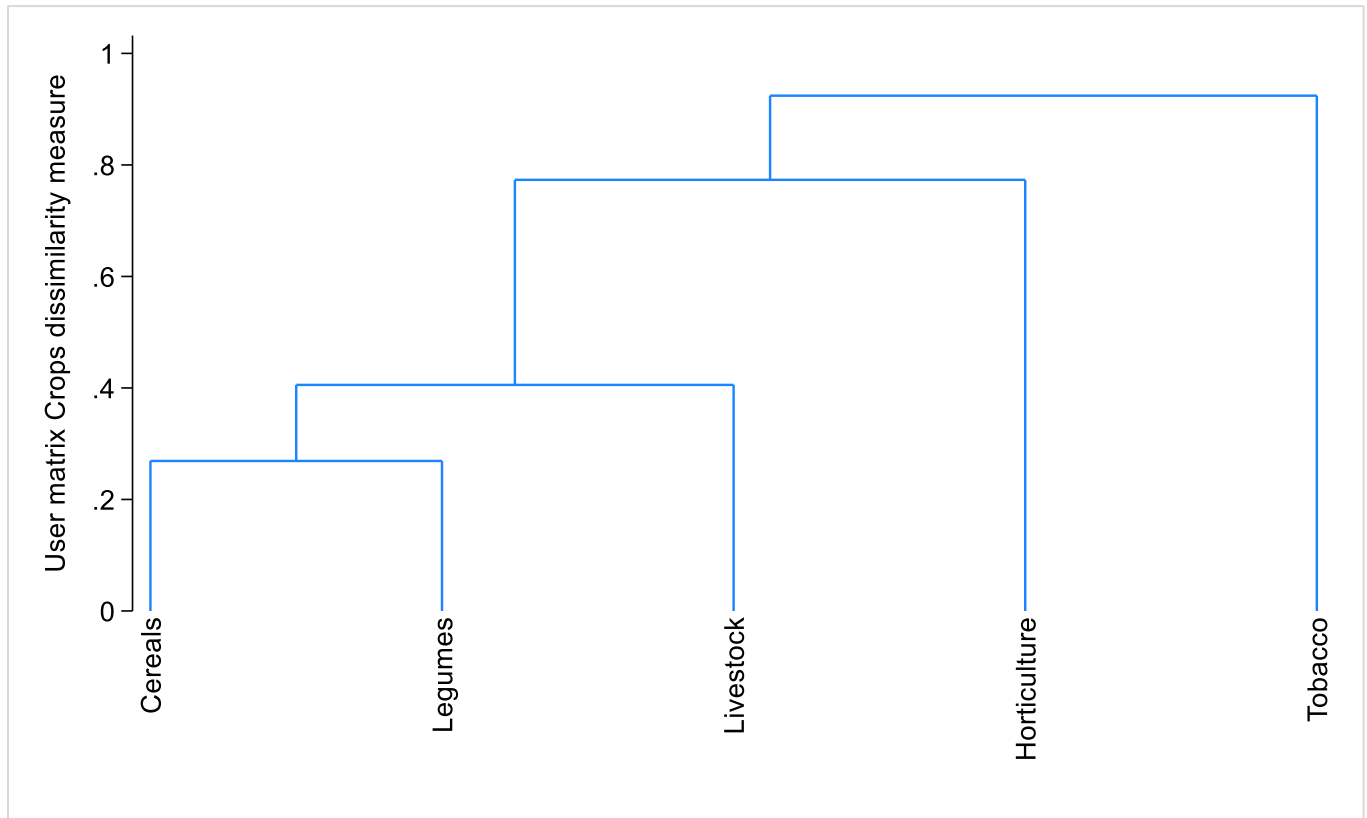 User matrix Crops dissimilarity measure
1
.8
.6
.4
.2
0
Cereals
Legumes
Livestock
Horticulture
Tobacco